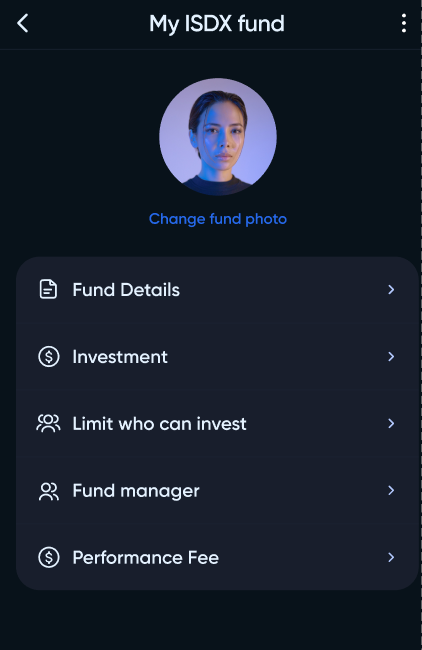 My ISDX fund
Change fund photo
Fund Details
Investment
Limit who can invest
Fund manager
Performance Fee